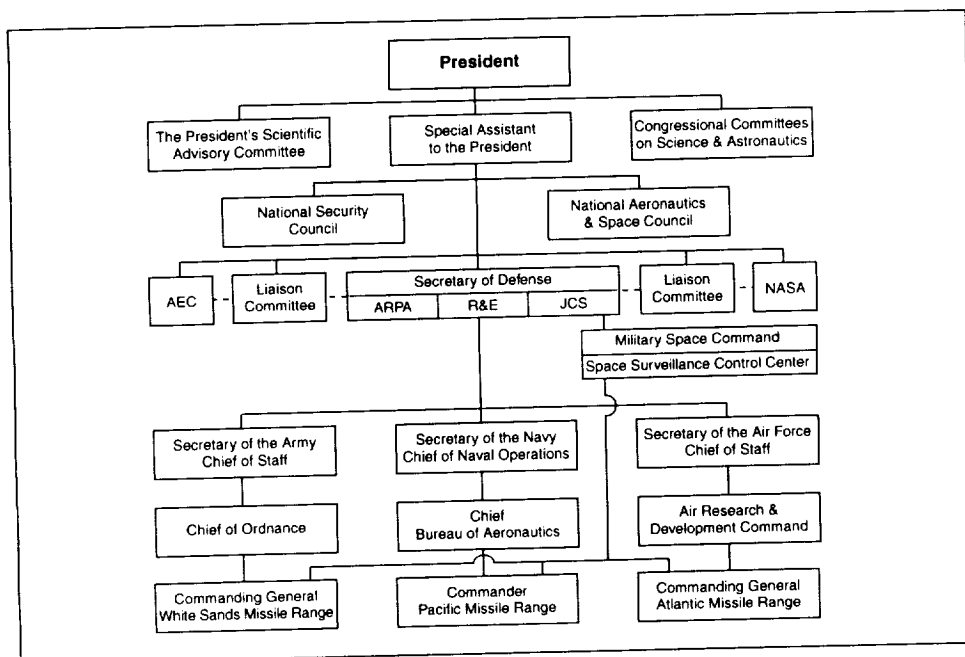 President
The President's Scientific
Advisory Committee
Special Assistant
to the President
Congressional Committees
on Science & Astronautics
National Security
Council
National Aeronautics
& Space Council
AEC
Liaison
Committee
Secretary of Defense
ARPA
R&E
JCS
Liaison
Committee
NASA
Military Space Command
Space Surveillance Control Center
Secretary of the Army
Chief of Staff
Secretary of the Navy
Chief of Naval Operations
Secretary of the Air Force
Chief of Staff
Chief of Ordnance
Chief
Bureau of Aeronautics
Air Research &
Development Command
Commanding General
White Sands Missile Range
Commander
Pacific Missile Range
Commanding General
Atlantic Missile Range